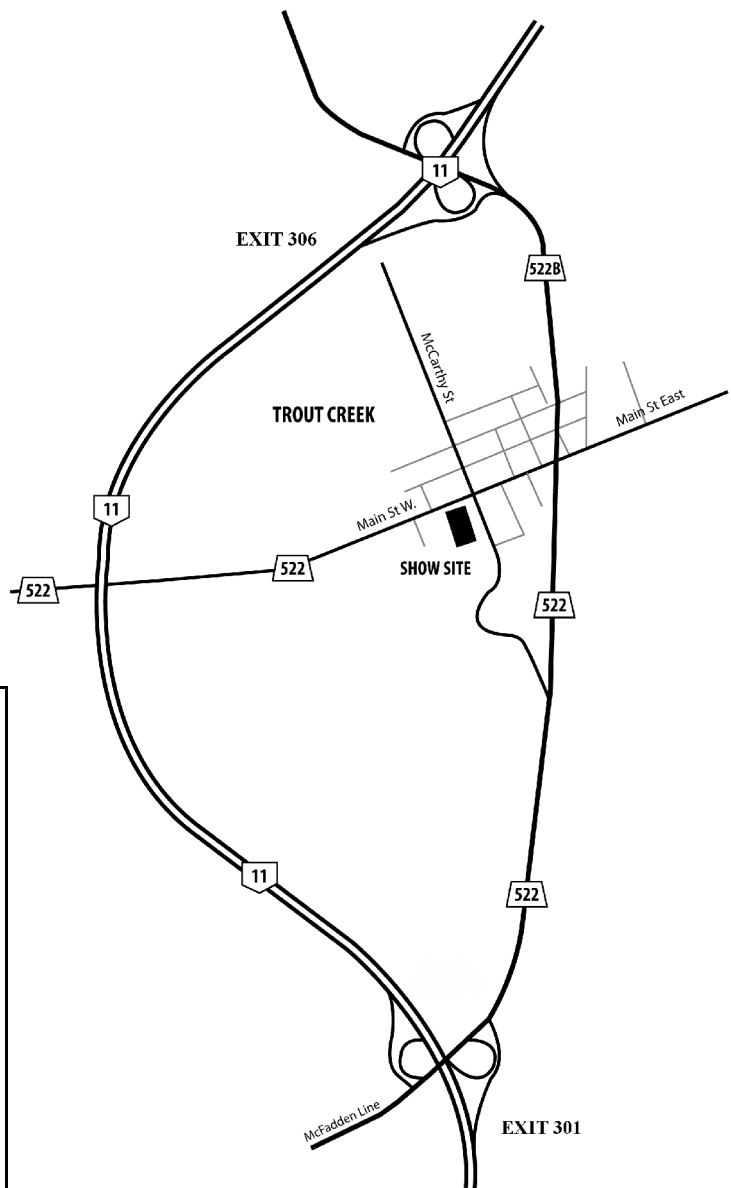 11
EXIT 306
522B
McCarthy St
TROUT CREEK
Main St East
11
Main St W.
522
522
SHOW SITE
522
11
522
McFadden Line
EXIT 301